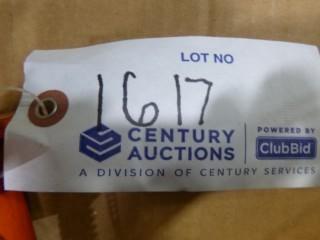 LOT NO
1617
CENTURY
AUCTIONS
POWERED BY
ClubBid
A DIVISION OF CENTURY SERVICES